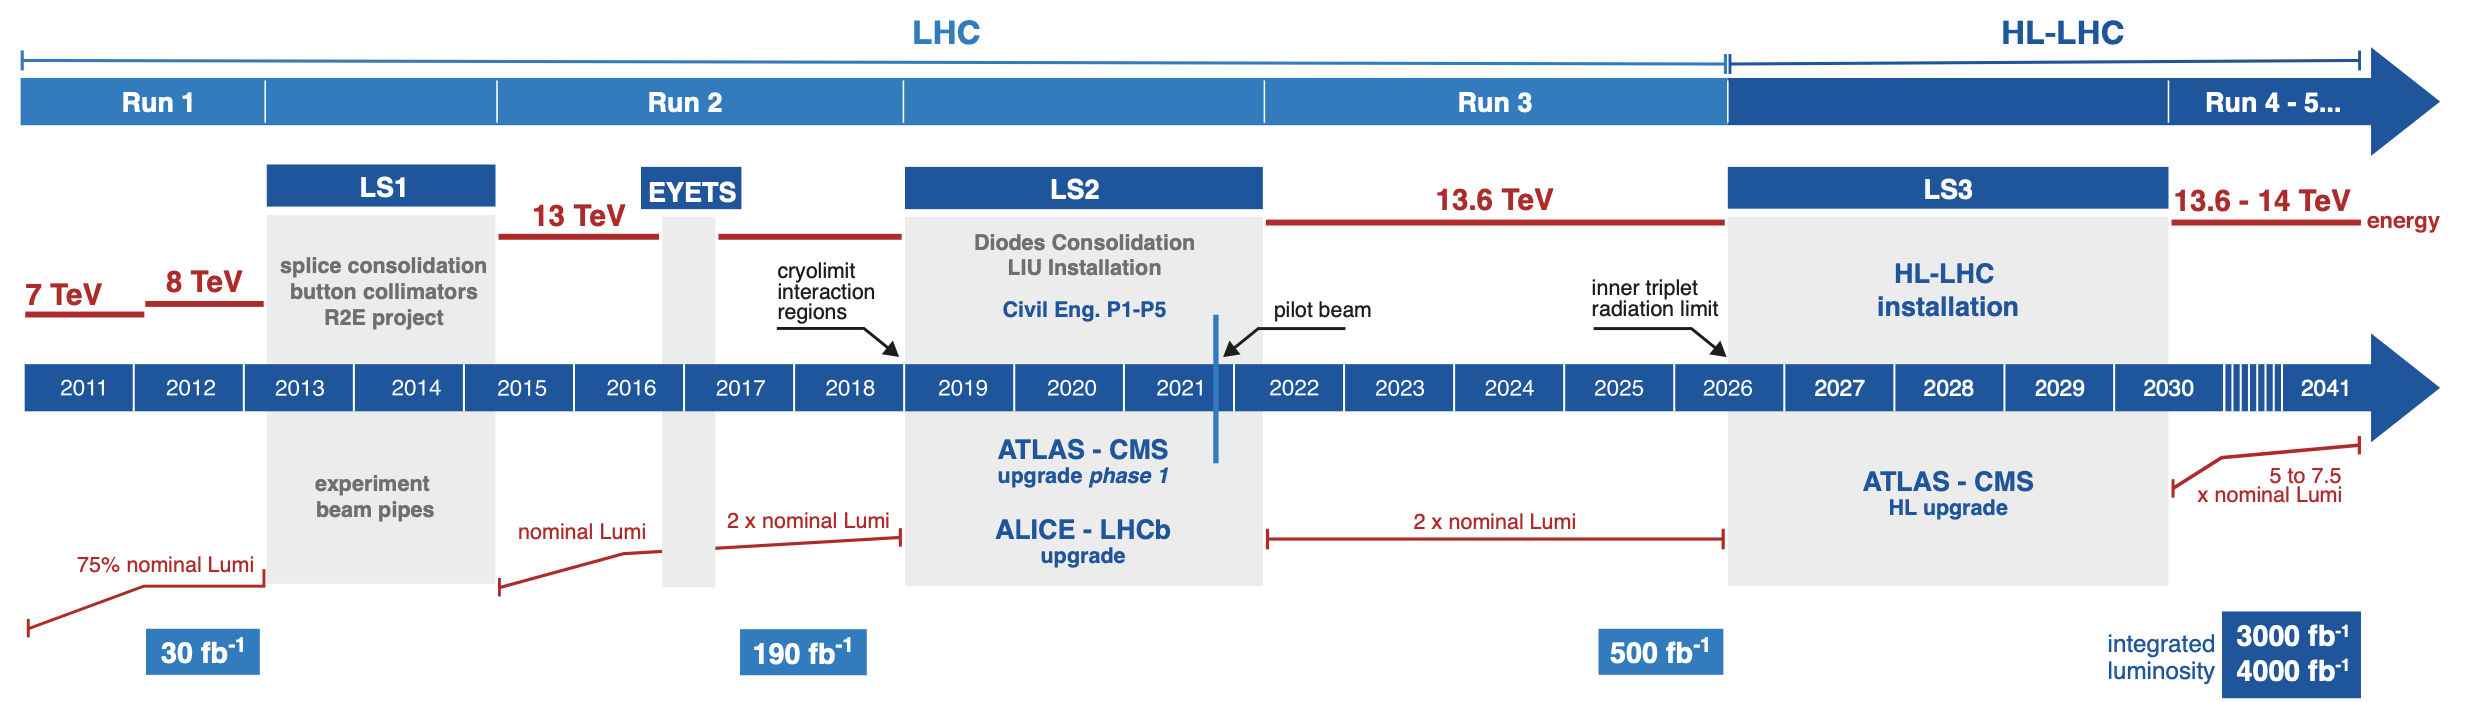 LHC
HL-LHC
Run 1
Run 2
Run 3
Run 4 - 5...
LS1
EYETS
LS2
LS3
13 TeV
13.6 TeV
13.6 - 14 TeV
energy
7 TeV
8 TeV
splice consolidation
button collimators
R2E project
cryolimit
interaction
regions
Diodes Consolidation
LIU Installation
Civil Eng. P1-P5
pilot beam
inner triplet
radiation limit
HL-LHC
installation
2011
2012
2013
2014
2015
2016
2017
2018
2019
2020
2021
2022
2023
2024
2025
2026
2027
2028
2029
2030
2041
experiment
beam pipes
ATLAS - CMS
upgrade phase 1
ALICE - LHCb
upgrade
ATLAS - CMS
HL upgrade
75% nominal Lumi
nominal Lumi
2 x nominal Lumi
2 x nominal Lumi
5 to 7.5
x nominal Lumi
30 fb⁻¹
190 fb⁻¹
500 fb⁻¹
integrated
luminosity
3000 fb⁻¹
4000 fb⁻¹